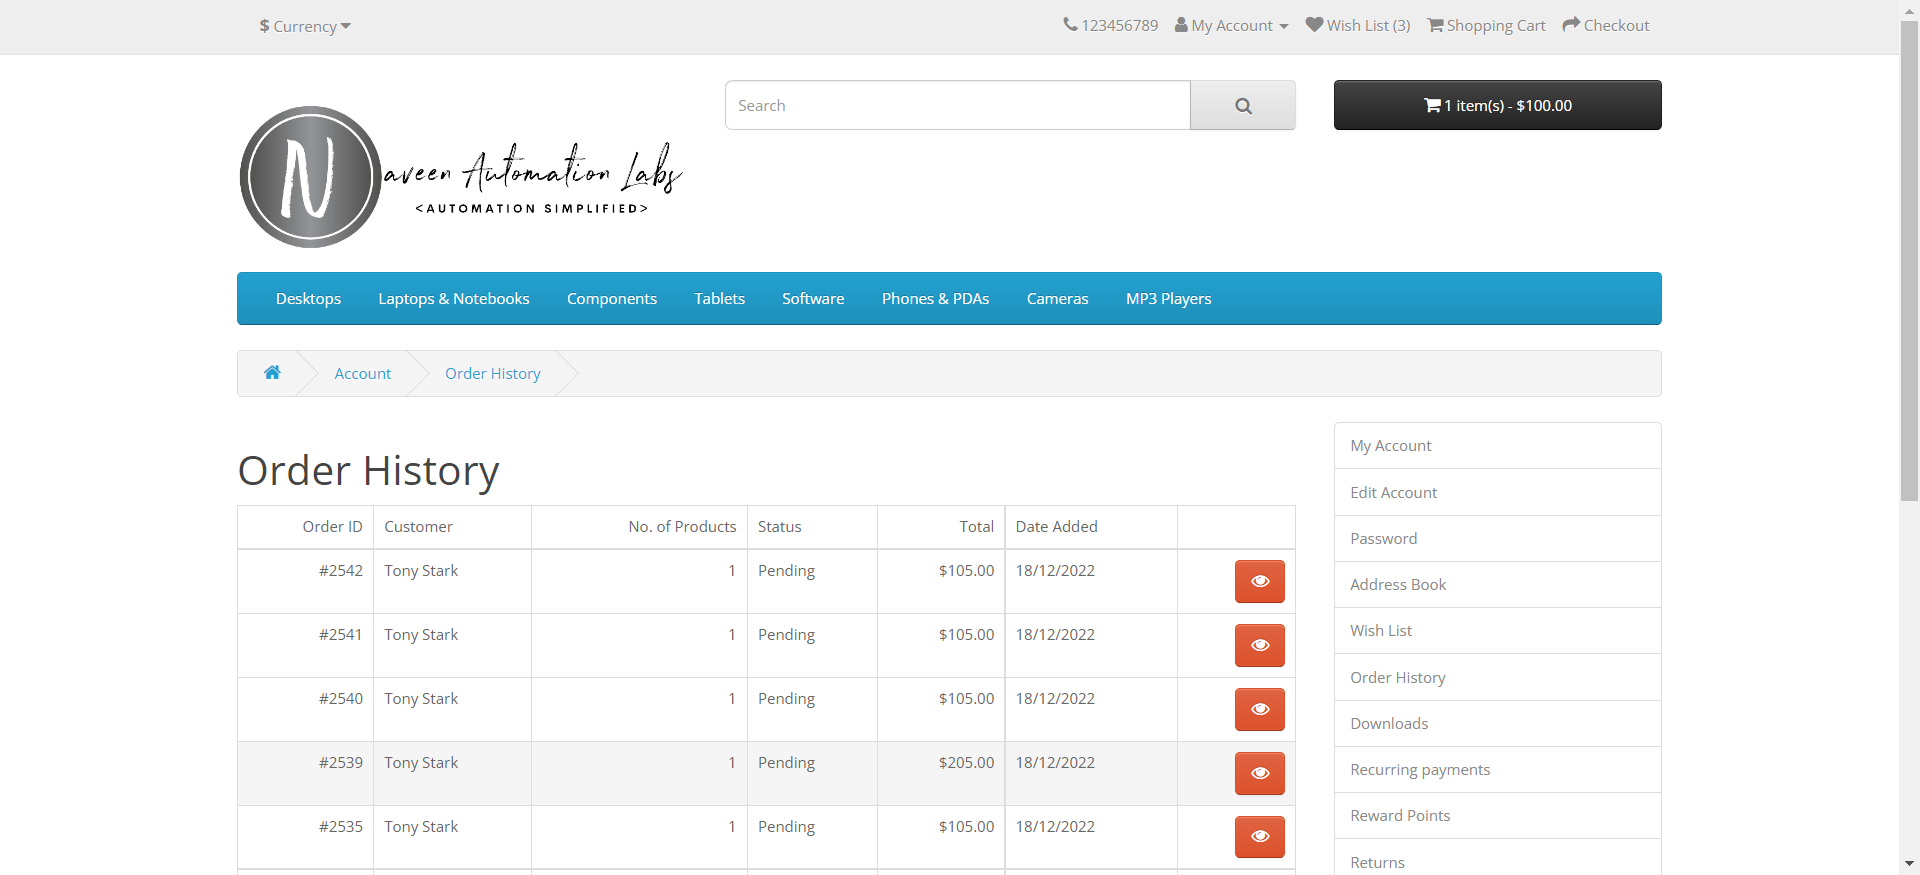 $ Currency
123456789 My Account Wish List (3) Shopping Cart Checkout
Search
1 item(s) - $100.00
Naveen Automation Labs
<AUTOMATION SIMPLIFIED>
Desktops Laptops & Notebooks Components Tablets Software Phones & PDAs Cameras MP3 Players
Account Order History
Order History
Order ID Customer No. of Products Status Total Date Added
#2542 Tony Stark 1 Pending $105.00 18/12/2022
#2541 Tony Stark 1 Pending $105.00 18/12/2022
#2540 Tony Stark 1 Pending $105.00 18/12/2022
#2539 Tony Stark 1 Pending $205.00 18/12/2022
#2535 Tony Stark 1 Pending $105.00 18/12/2022
My Account
Edit Account
Password
Address Book
Wish List
Order History
Downloads
Recurring payments
Reward Points
Returns